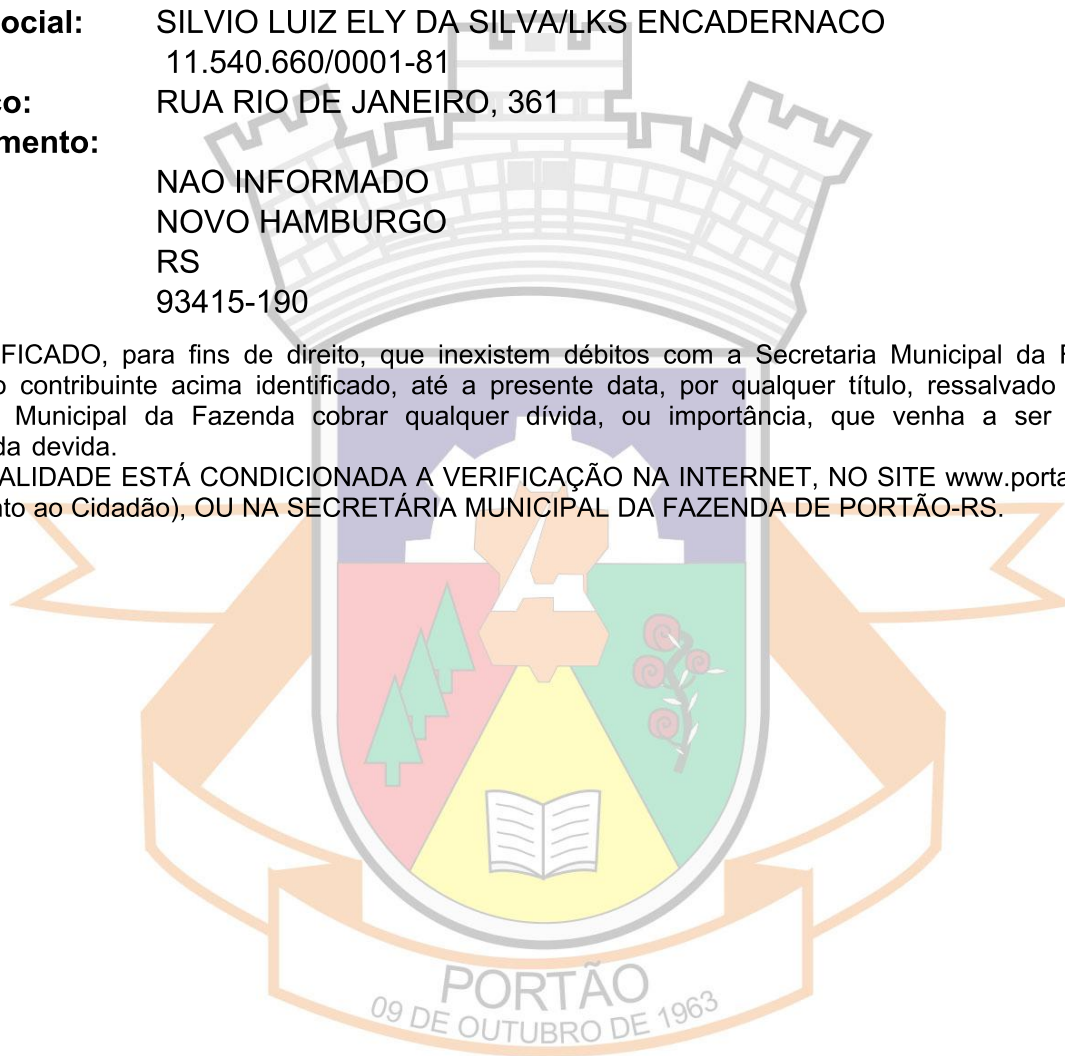 ocial: SILVIO LUIZ ELY DA SILVA/LKS ENCADERNACO
11.540.660/0001-81
ço: RUA RIO DE JANEIRO, 361
mento:
NAO INFORMADO
NOVO HAMBURGO
RS
93415-190
FICADO, para fins de direito, que inexistem débitos com a Secretaria Municipal da F
o contribuinte acima identificado, até a presente data, por qualquer título, ressalvado
Municipal da Fazenda cobrar qualquer dívida, ou importância, que venha a ser
da devida.
ALIDADE ESTÁ CONDICIONADA A VERIFICAÇÃO NA INTERNET, NO SITE www.porta
nto ao Cidadão), OU NA SECRETÁRIA MUNICIPAL DA FAZENDA DE PORTÃO-RS.
PORTÃO
09 DE OUTUBRO DE 1963